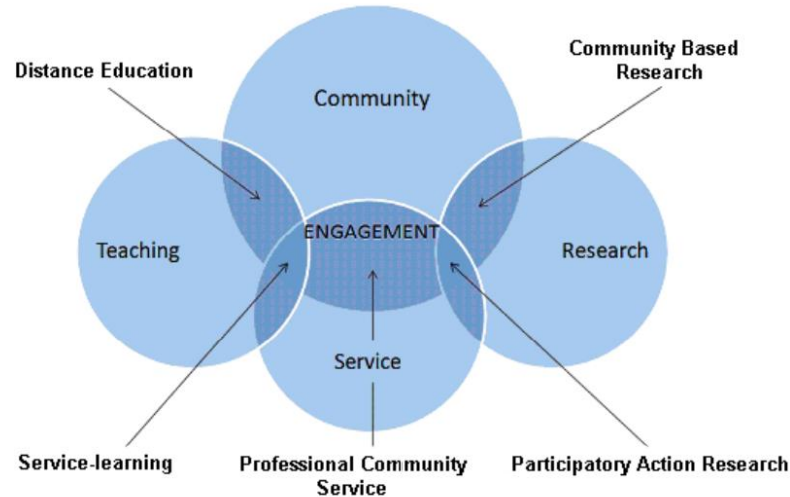 Community Based
Research
Distance Education
Community
ENGAGEMENT
Teaching
Research
Service
Service-learning
Professional Community
Service
Participatory Action Research